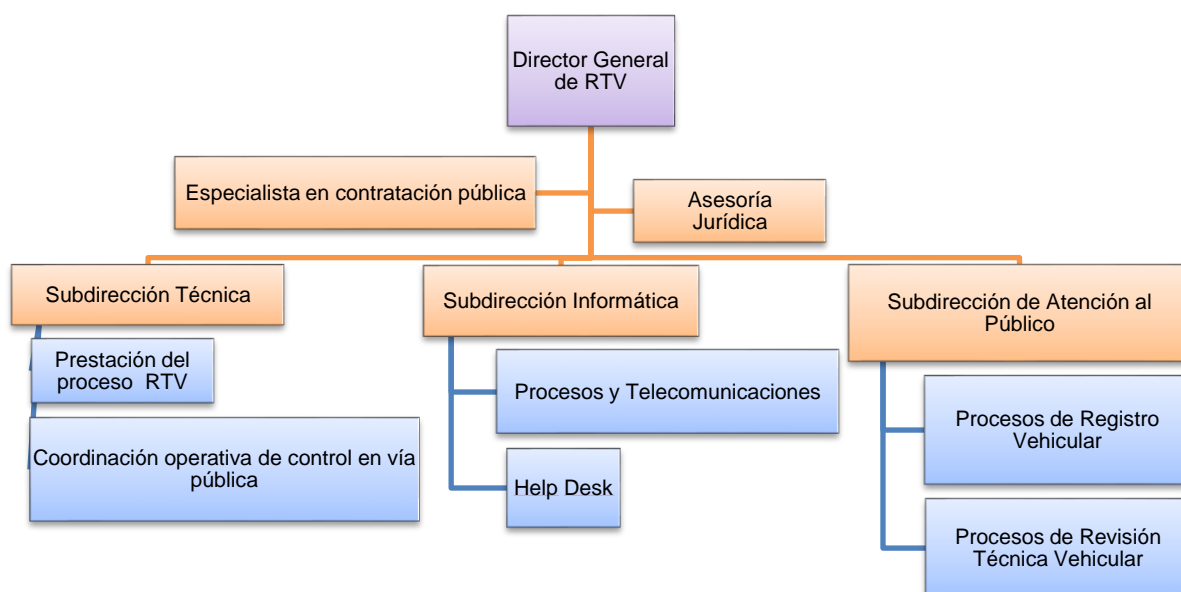 Director General
de RTV
Especialista en contratación pública
Asesoría
Jurídica
Subdirección Técnica
Subdirección Informática
Subdirección de Atención al
Público
Prestación del
proceso RTV
Procesos y Telecomunicaciones
Procesos de Registro
Vehicular
Coordinación operativa de control en vía
pública
Help Desk
Procesos de Revisión
Técnica Vehicular